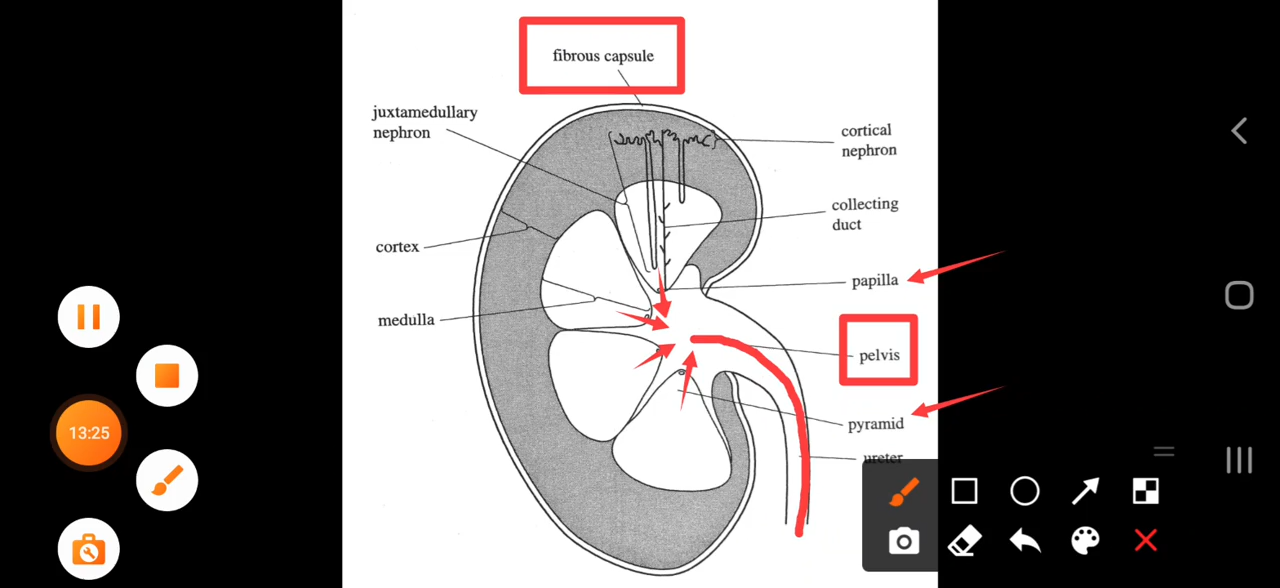 fibrous capsule
juxtamedullary
nephron
cortical
nephron
collecting
duct
cortex
papilla
medulla
pelvis
pyramid
ureter
13:25